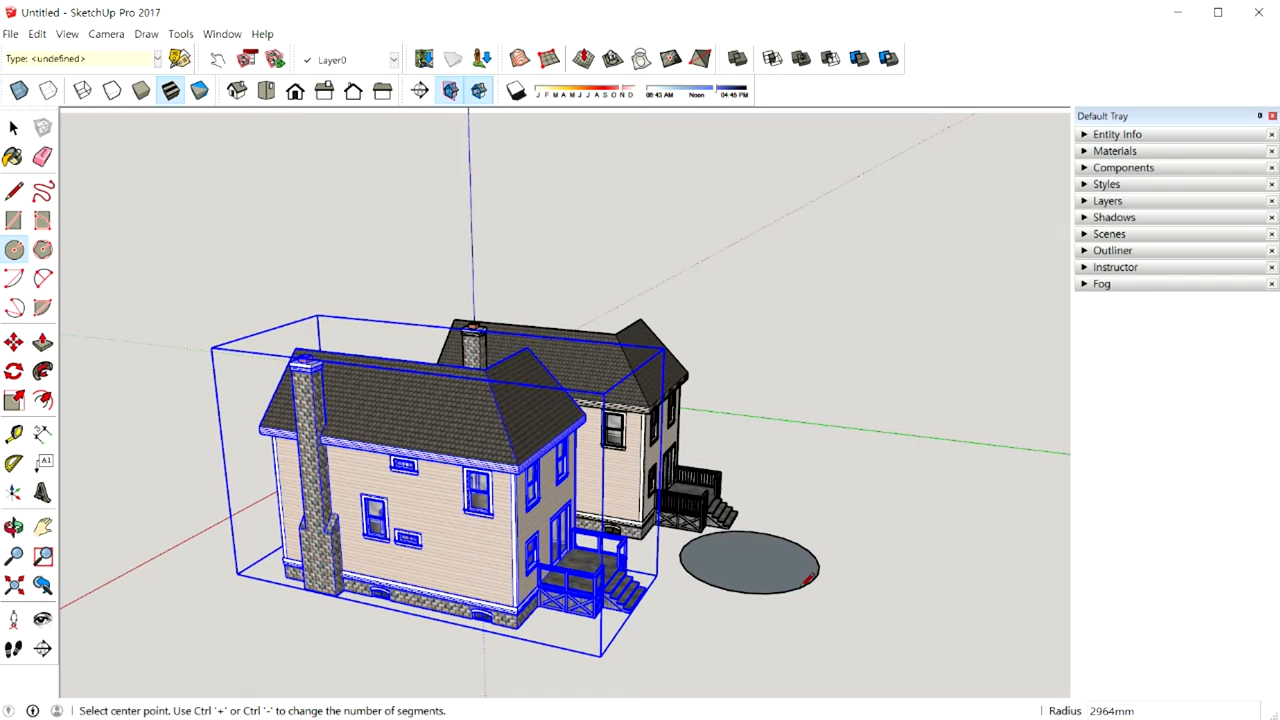 Untitled - SketchUp Pro 2017
File Edit View Camera Draw Tools Window Help
Type: <undefined>
Layer0
J F M A M J J A S O N D
06:43 AM Noon 04:45 PM
Default Tray
Entity Info
Materials
Components
Styles
Layers
Shadows
Scenes
Outliner
Instructor
Fog
A1
Select center point. Use Ctrl '+' or Ctrl '-' to change the number of segments.
Radius 2964mm